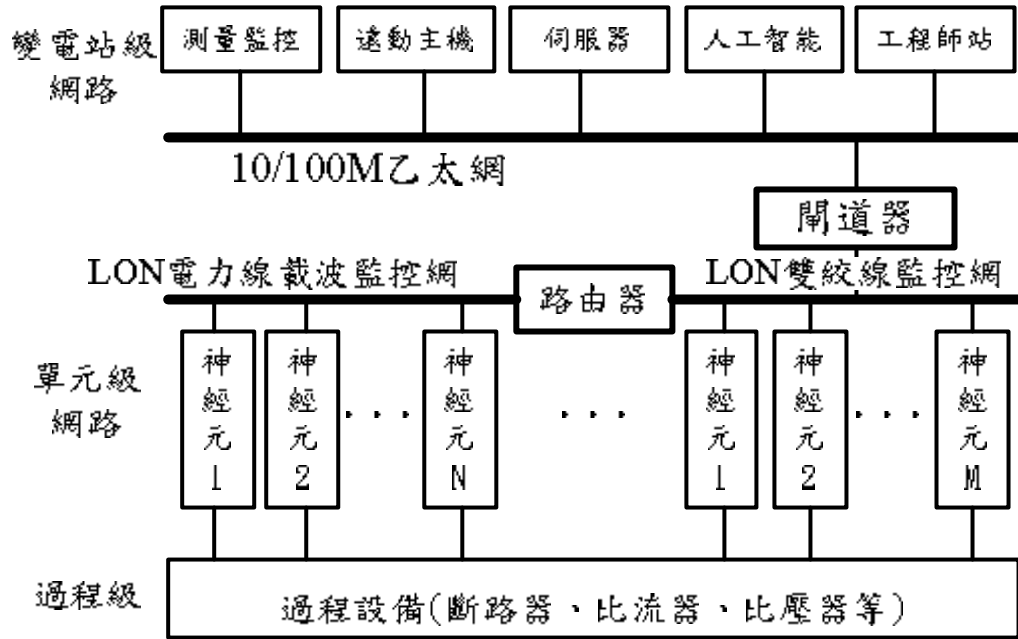 變電站級
網路
測量監控
遠動主機
伺服器
人工智能
工程師站
10/100M乙太網
閘道器
LON電力線載波監控網
LON雙絞線監控網
路由器
單元級
網路
神經元1
神經元2
· · ·
神經元N
· · ·
神經元1
神經元2
· · ·
神經元M
過程級
過程設備(斷路器、比流器、比壓器等)